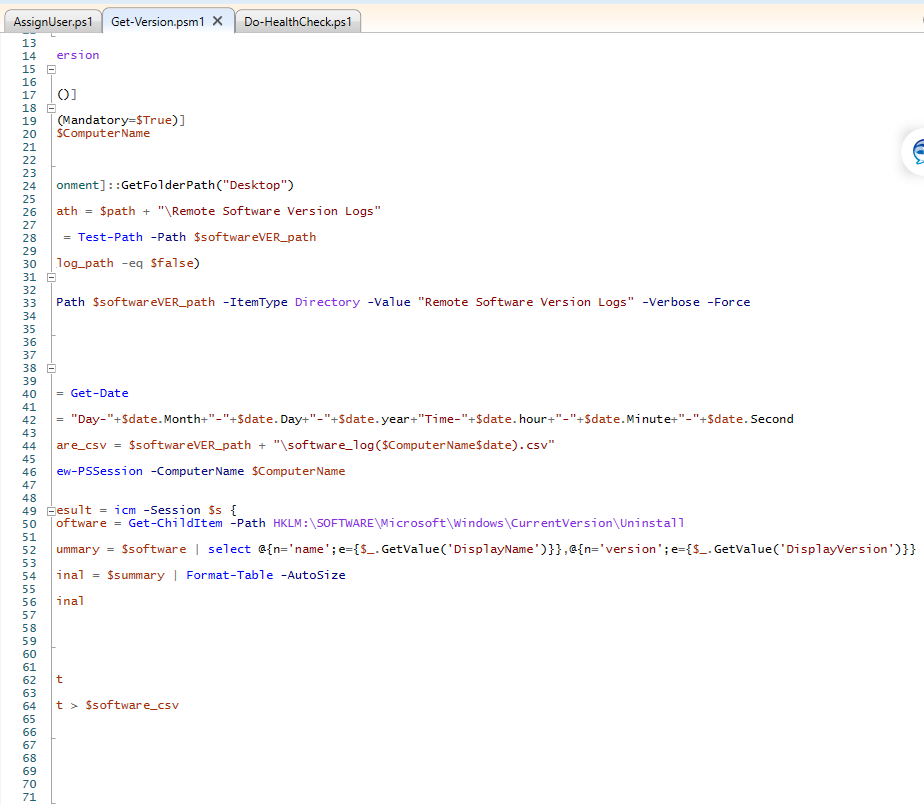 AssignUser.ps1 Get-Version.psm1 Do-HealthCheck.ps1
13
14 ersion
15
16
17 ()]
18
19 (Mandatory=$True)]
20 $ComputerName
21
22
23
24 onment]::GetFolderPath("Desktop")
25
26 ath = $path + "\Remote Software Version Logs"
27
28 = Test-Path -Path $softwareVER_path
29
30 log_path -eq $false)
31
32
33 Path $softwareVER_path -ItemType Directory -Value "Remote Software Version Logs" -Verbose -Force
34
35
36
37
38
39
40 = Get-Date
41
42 = "Day-"+$date.Month+"-"+$date.Day+"-"+$date.year+"Time-"+$date.hour+"-"+$date.Minute+"-"+$date.Second
43
44 are_csv = $softwareVER_path + "\software_log($ComputerName$date).csv"
45
46 ew-PSSession -ComputerName $ComputerName
47
48
49 esult = icm -Session $s {
50 oftware = Get-ChildItem -Path HKLM:\SOFTWARE\Microsoft\Windows\CurrentVersion\Uninstall
51
52 ummary = $software | select @{n='name';e={$_.GetValue('DisplayName')}},@{n='version';e={$_.GetValue('DisplayVersion')}}
53
54 inal = $summary | Format-Table -AutoSize
55
56 inal
57
58
59
60
61
62 t
63
64 t > $software_csv
65
66
67
68
69
70
71